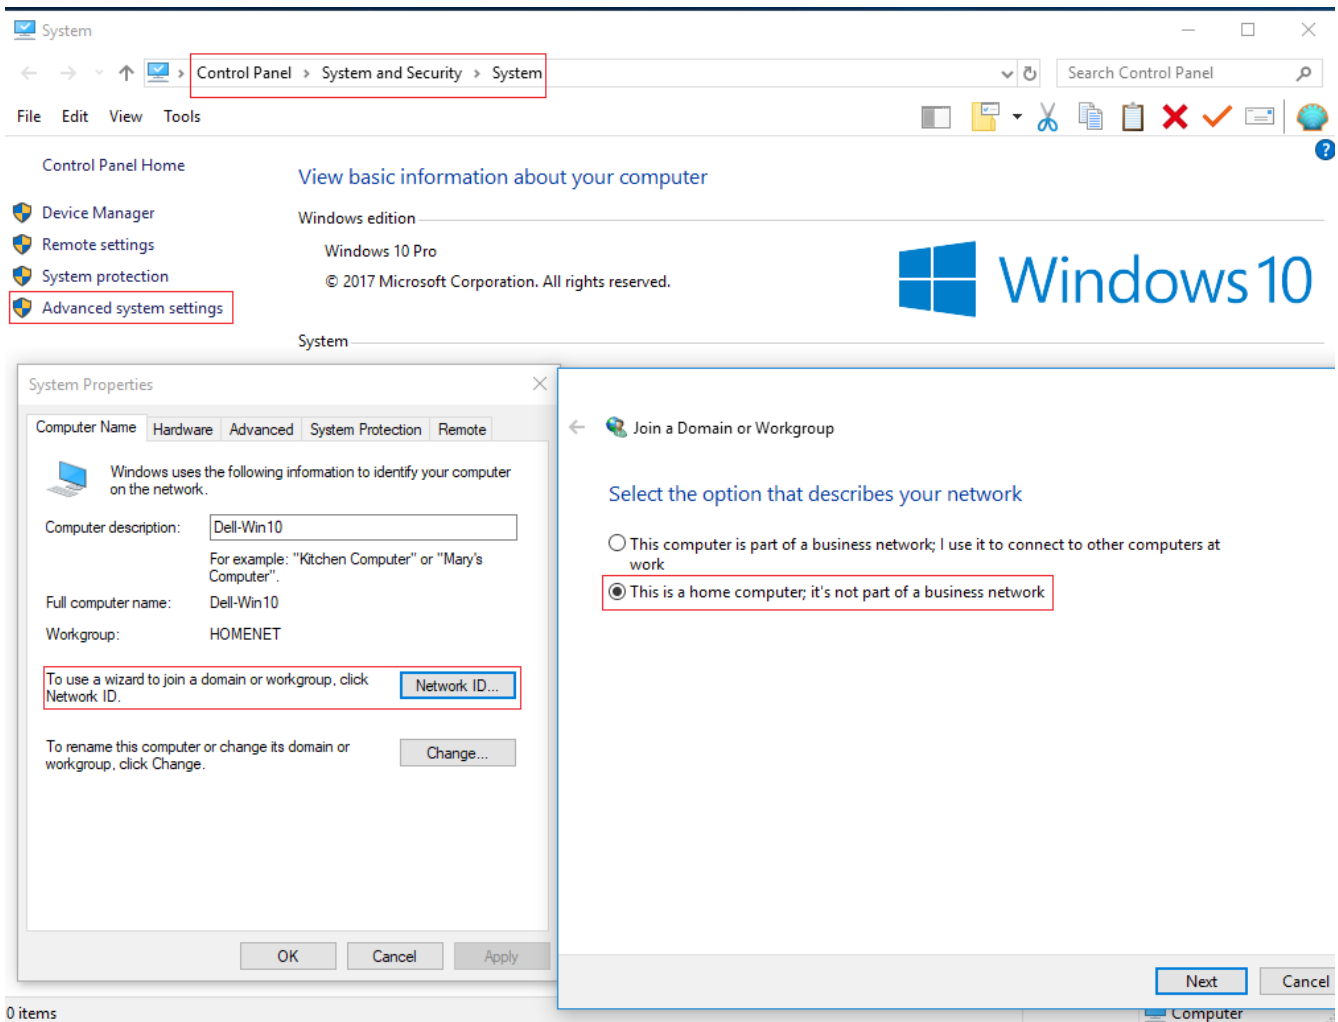 System
Control Panel > System and Security > System
Search Control Panel
File Edit View Tools
Control Panel Home
Device Manager
Remote settings
System protection
Advanced system settings
View basic information about your computer
Windows edition
Windows 10 Pro
© 2017 Microsoft Corporation. All rights reserved.
Windows 10
System
System Properties
Computer Name Hardware Advanced System Protection Remote
Windows uses the following information to identify your computer
on the network.
Computer description: Dell-Win10
For example: "Kitchen Computer" or "Mary's
Computer".
Full computer name: Dell-Win10
Workgroup: HOMENET
To use a wizard to join a domain or workgroup, click
Network ID.
Network ID...
To rename this computer or change its domain or
workgroup, click Change.
Change...
OK Cancel Apply
Join a Domain or Workgroup
Select the option that describes your network
This computer is part of a business network; I use it to connect to other computers at
work
This is a home computer; it's not part of a business network
Next Cancel
0 items
Computer